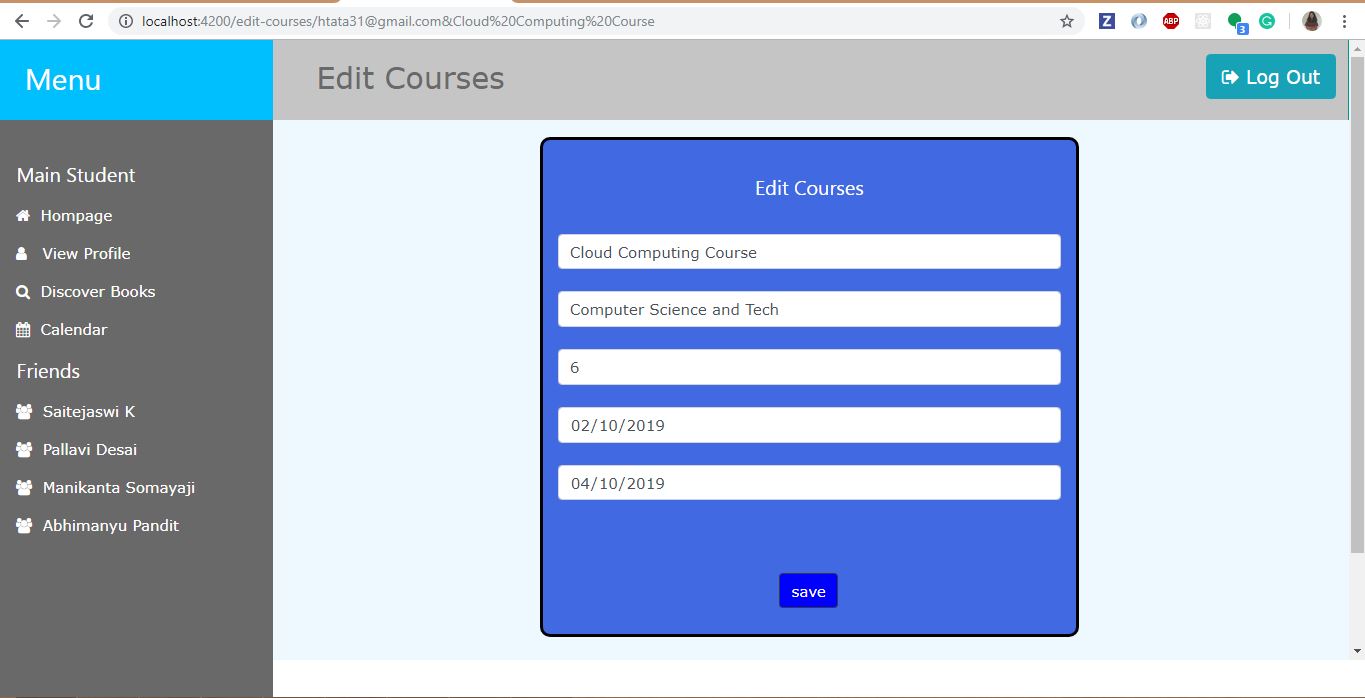 localhost:4200/edit-courses/htata31@gmail.com&Cloud%20Computing%20Course
Z
ABP
3
G
Menu
Edit Courses
Log Out
Main Student
Hompage
View Profile
Discover Books
Calendar
Friends
Saitejaswi K
Pallavi Desai
Manikanta Somayaji
Abhimanyu Pandit
Edit Courses
Cloud Computing Course
Computer Science and Tech
6
02/10/2019
04/10/2019
save